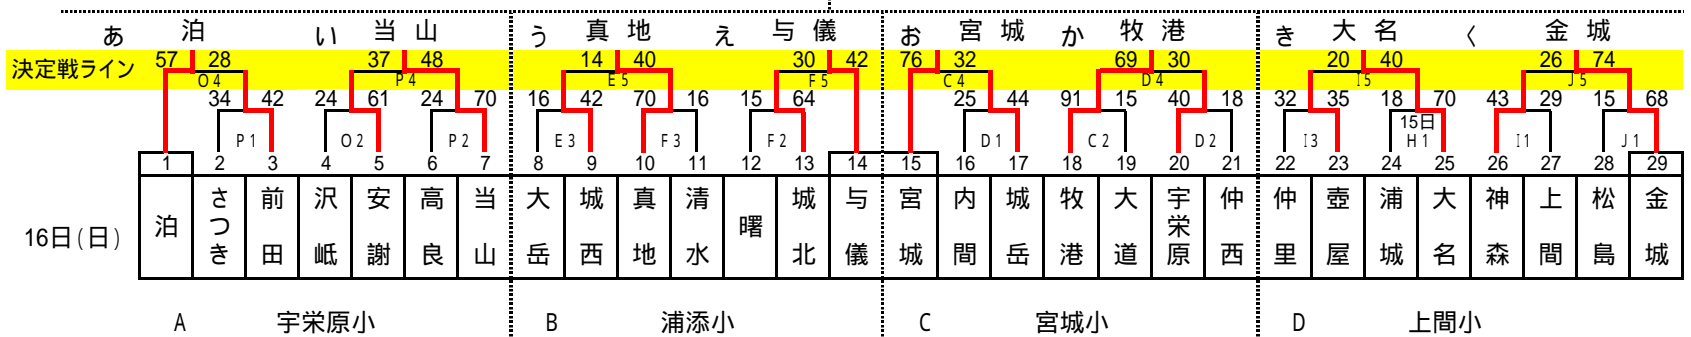 あ 泊 い 当山 う 真地 え 与儀 お 宮城 か 牧港 き 大名 く 金城
決定戦ライン 57 28 37 48 14 40 30 42 76 32 69 30 20 40 26 74
O4 P4 E5 F5 C4 D4 I5 J5
34 42 24 61 24 70 16 42 70 16 15 64 25 44 91 15 40 18 32 35 18 70 43 29 15 68
15日
P1 O2 P2 E3 F3 F2 D1 C2 D2 I3 H1 I1 J1
1 2 3 4 5 6 7 8 9 10 11 12 13 14 15 16 17 18 19 20 21 22 23 24 25 26 27 28 29
16日(日) 泊 さつき 前田 沢岻 安謝 高良 当山 大岳 城西 真地 清水 曙 城北 与儀 宮城 内間 城岳 牧港 大道 宇栄原 仲西 仲里 壺屋 浦城 大名 神森 上間 松島 金城
A 宇栄原小 B 浦添小 C 宮城小 D 上間小